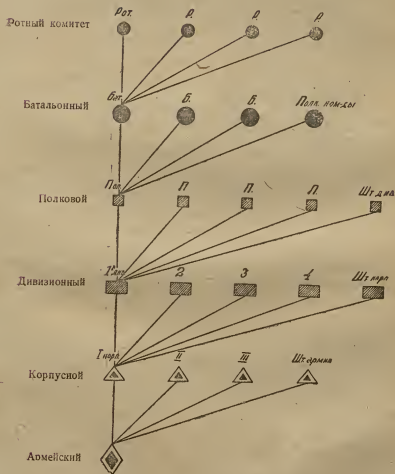 Ротный комитет Рот. Р. Р. Р.
Батальонный Бат. Б. Б. Полк. ком-ды
Полковой Пол. П. П. П. Шт. див
Дивизионный 1я див 2 3 4 Шт. корп
Корпусной I корп. II III Шт. армии
Армейский